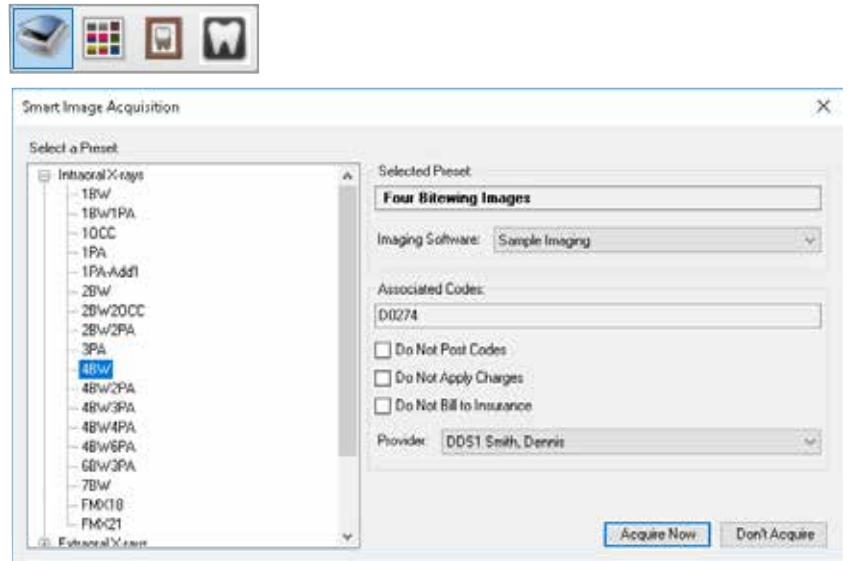 Smart Image Acquisition
Select a Preset
Intraoral X-rays
1BW
1BW1PA
1OCC
1PA
1PA-Add1
2BW
2BW2OCC
2BW2PA
3PA
4BW
4BW2PA
4BW3PA
4BW4PA
4BW6PA
6BW3PA
7BW
FMX18
FMX21
Extraoral X-rays
Selected Preset
Four Bitewing Images
Imaging Software: Sample Imaging
Associated Codes:
D0274
Do Not Post Codes
Do Not Apply Charges
Do Not Bill to Insurance
Provider: DDS1 Smith, Dennis
Acquire Now Don't Acquire